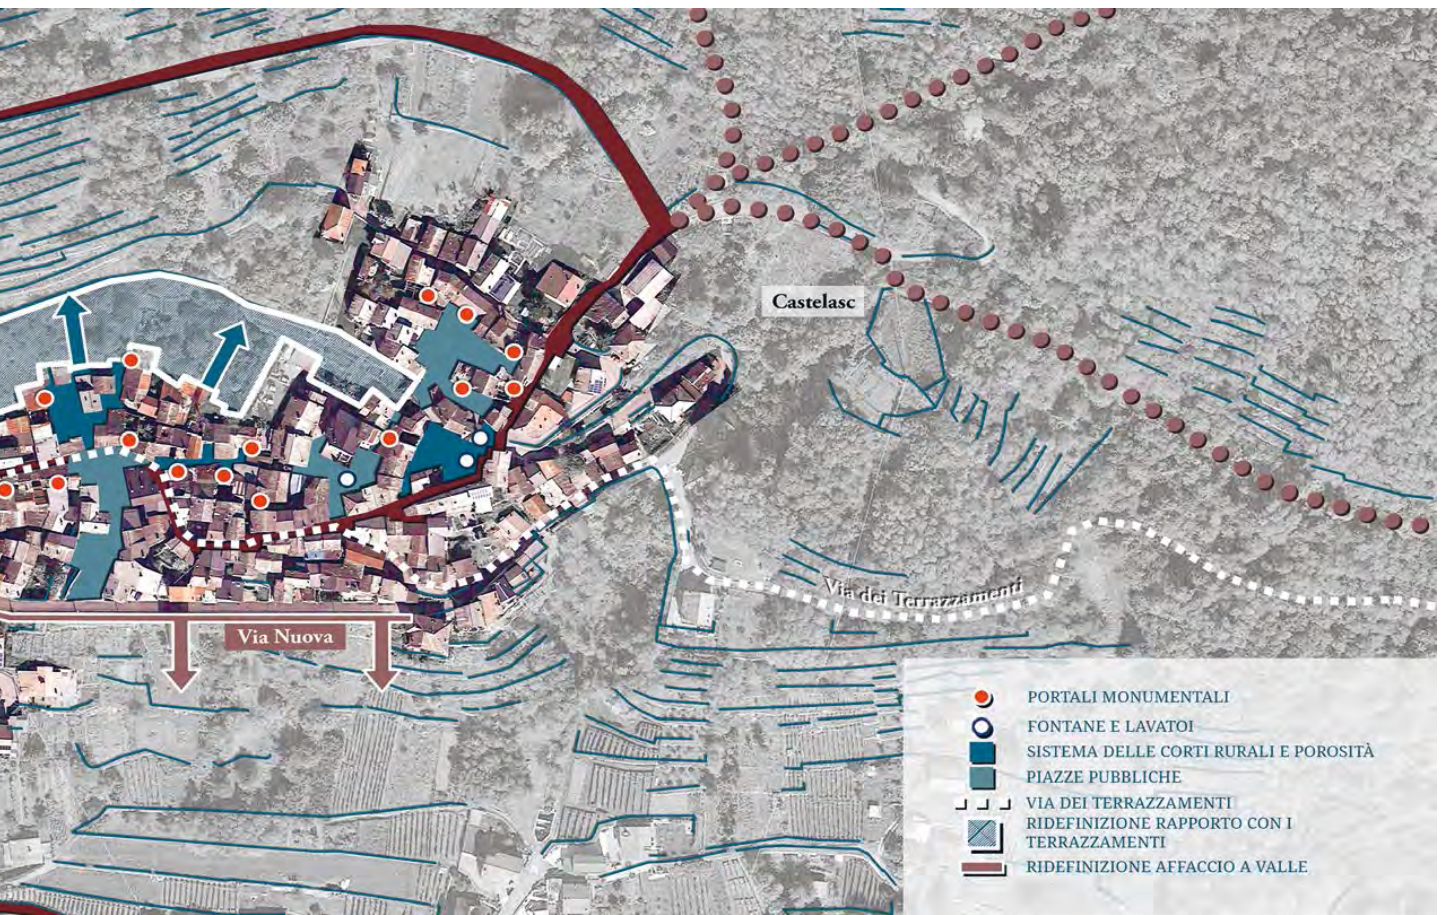 Castelasc
Via dei Terrazzamenti
Via Nuova
PORTALI MONUMENTALI
FONTANE E LAVATOI
SISTEMA DELLE CORTI RURALI E POROSITÀ
PIAZZE PUBBLICHE
VIA DEI TERRAZZAMENTI
RIDEFINIZIONE RAPPORTO CON I
TERRAZZAMENTI
RIDEFINIZIONE AFFACCIO A VALLE